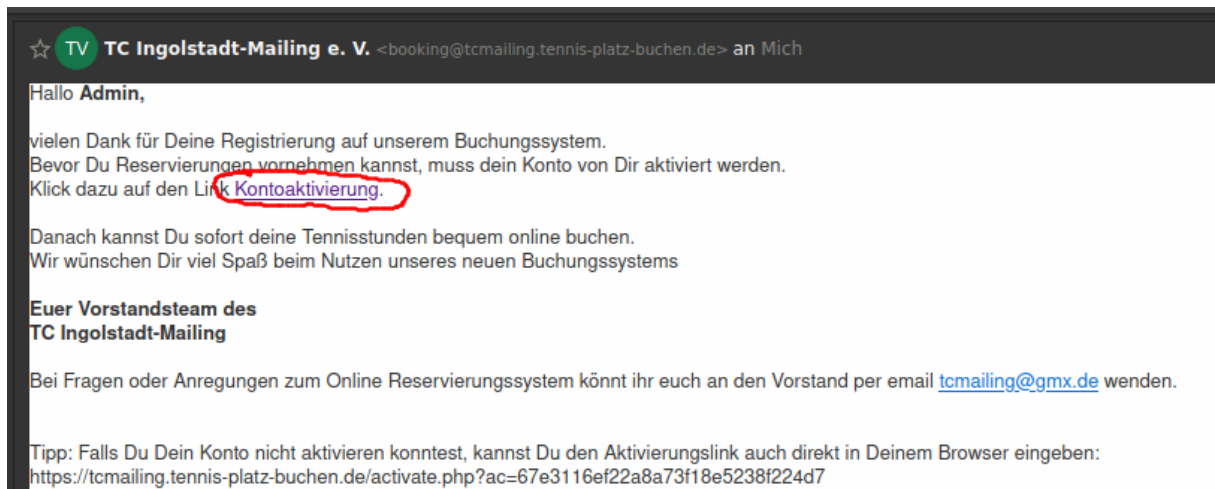 TV TC Ingolstadt-Mailing e. V. <booking@tcmailing.tennis-platz-buchen.de> an Mich
Hallo Admin,
vielen Dank für Deine Registrierung auf unserem Buchungssystem.
Bevor Du Reservierungen vornehmen kannst, muss dein Konto von Dir aktiviert werden.
Klick dazu auf den Link Kontoaktivierung.
Danach kannst Du sofort deine Tennisstunden bequem online buchen.
Wir wünschen Dir viel Spaß beim Nutzen unseres neuen Buchungssystems
Euer Vorstandsteam des
TC Ingolstadt-Mailing
Bei Fragen oder Anregungen zum Online Reservierungssystem könnt ihr euch an den Vorstand per email tcmailing@gmx.de wenden.
Tipp: Falls Du Dein Konto nicht aktivieren konntest, kannst Du den Aktivierungslink auch direkt in Deinem Browser eingeben:
https://tcmailing.tennis-platz-buchen.de/activate.php?ac=67e3116ef22a8a73f18e5238f224d7